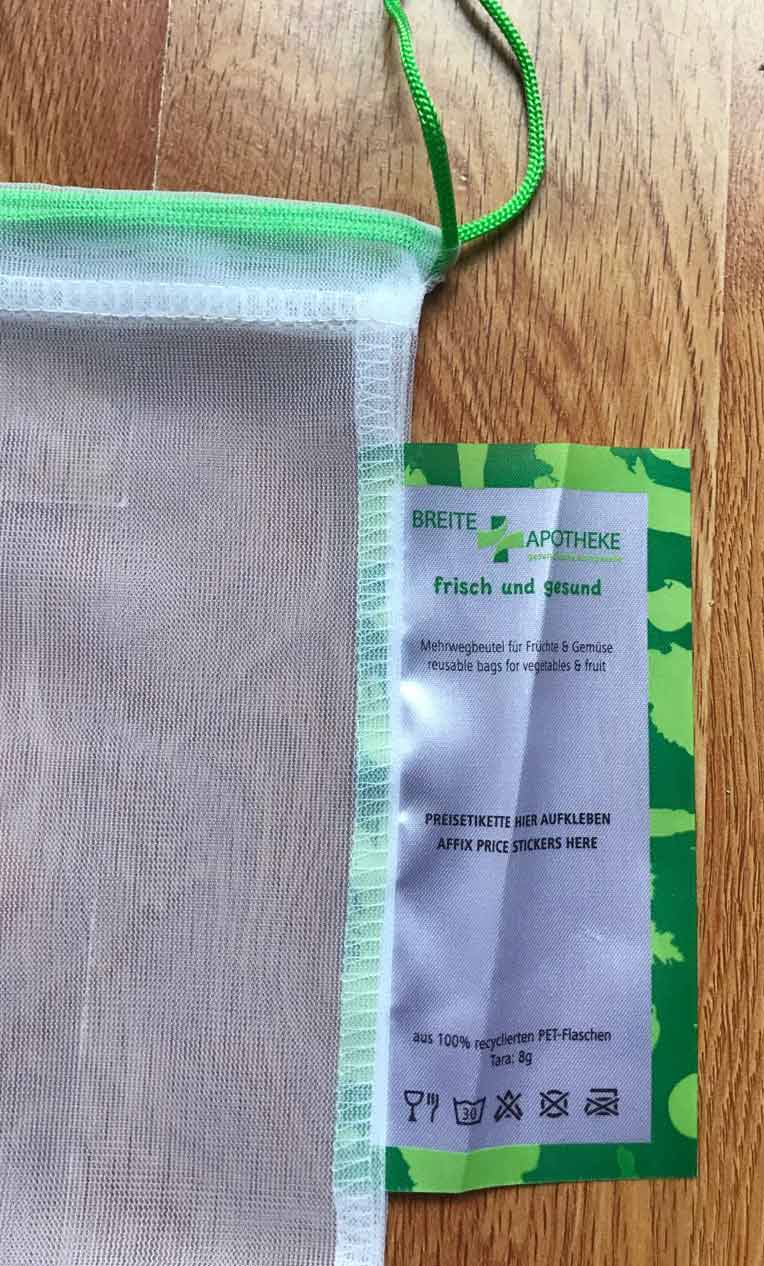 BREITE APOTHEKE
frisch und gesund
Mehrwegbeutel für Früchte & Gemüse
reusable bags for vegetables & fruit
PREISETIKETTE HIER AUFKLEBEN
AFFIX PRICE STICKERS HERE
aus 100% recyclierten PET-Flaschen
Tara: 8g
30